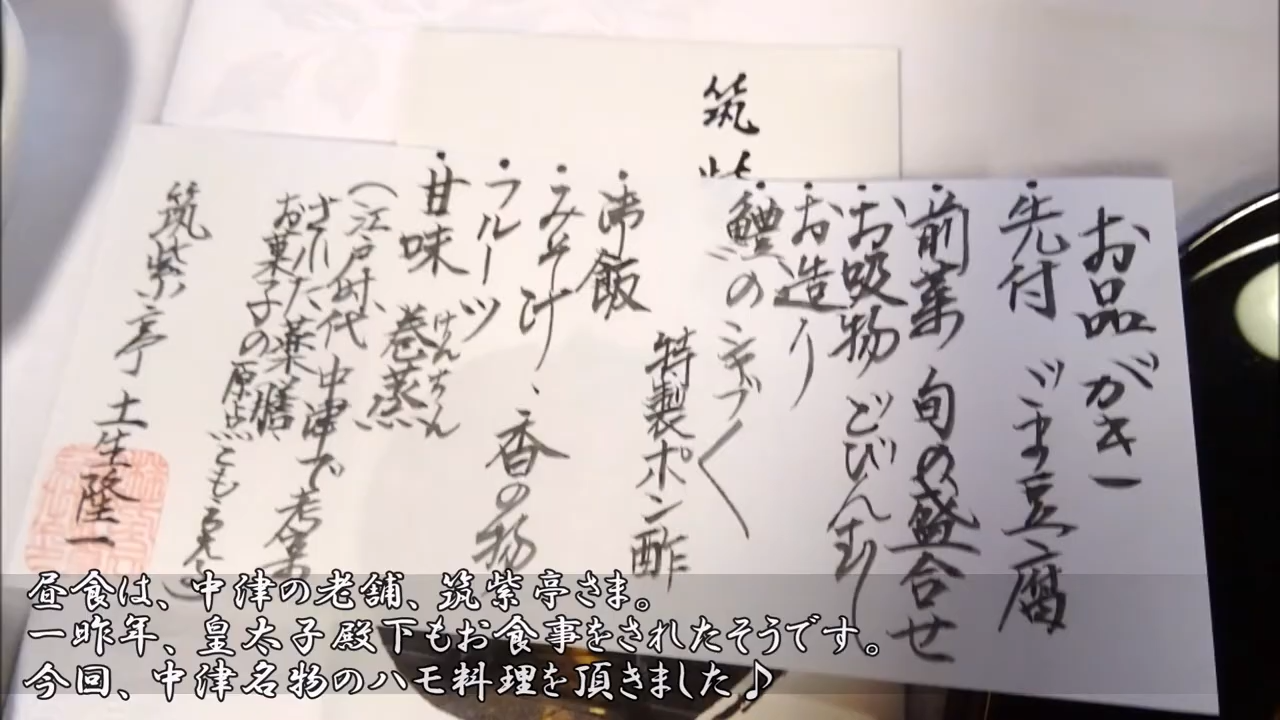 お品がき
・先付 ごま豆腐
・前菜 旬の盛合せ
・お吸物 どびんむし
・お造り
・鱧のシャブ〱
特製ポン酢
・御飯
・みそ汁、香の物
・フルーツ
・甘味 巻蒸
けんちん
(江戸時代 中津で考案
された薬膳
お菓子の原点
筑紫亭 土生隆一
筑紫
昼食は、中津の老舗、筑紫亭さま。
一昨年、皇太子殿下もお食事をされたそうです。
今回、中津名物のハモ料理を頂きました♪